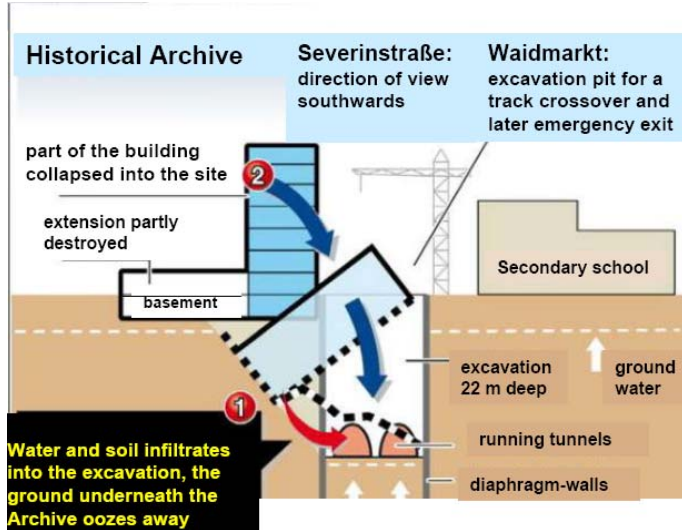 Historical Archive
Severinstraße:
direction of view
southwards
Waidmarkt:
excavation pit for a
track crossover and
later emergency exit
part of the building
collapsed into the site
2
extension partly
destroyed
basement
Secondary school
excavation
22 m deep
ground
water
1
running tunnels
diaphragm-walls
Water and soil infiltrates
into the excavation, the
ground underneath the
Archive oozes away